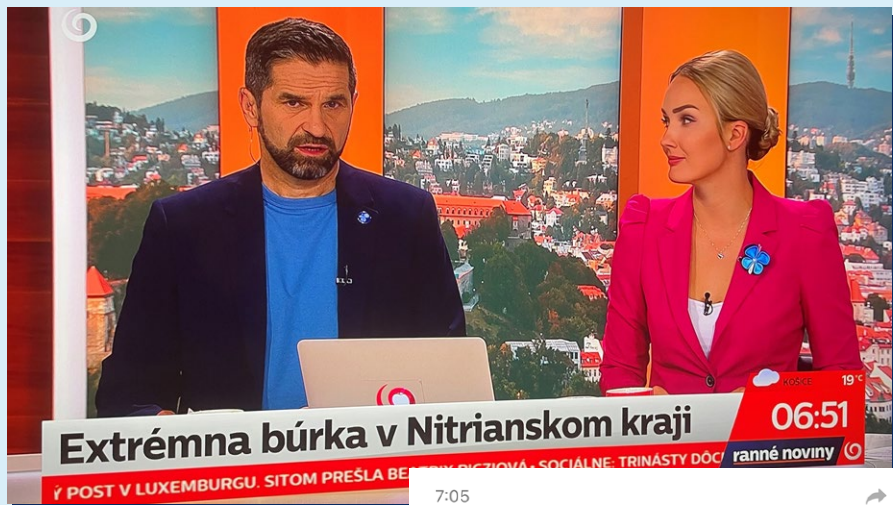 KOŠICE 19°C
06:51
Extrémna búrka v Nitrianskom kraji
ranné noviny
Ý POST V LUXEMBURGU. SITOM PREŠLA BEATRIX RICZIOVÁ • SOCIÁLNE: TRINÁSTY DÔC
7:05